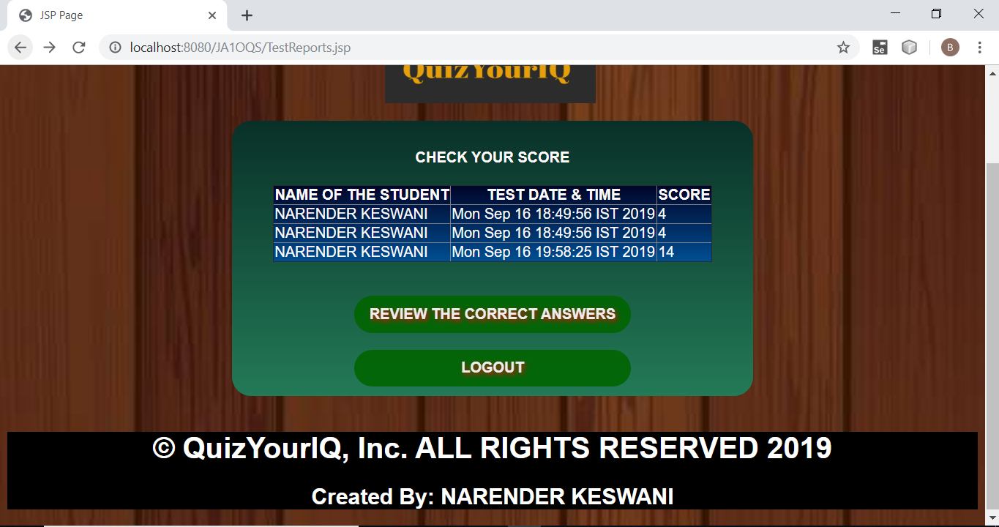 JSP Page
localhost:8080/JA1OQS/TestReports.jsp
Se
B
QuizYourIQ
CHECK YOUR SCORE
NAME OF THE STUDENT TEST DATE & TIME SCORE
NARENDER KESWANI Mon Sep 16 18:49:56 IST 2019 4
NARENDER KESWANI Mon Sep 16 18:49:56 IST 2019 4
NARENDER KESWANI Mon Sep 16 19:58:25 IST 2019 14
REVIEW THE CORRECT ANSWERS
LOGOUT
© QuizYourIQ, Inc. ALL RIGHTS RESERVED 2019
Created By: NARENDER KESWANI